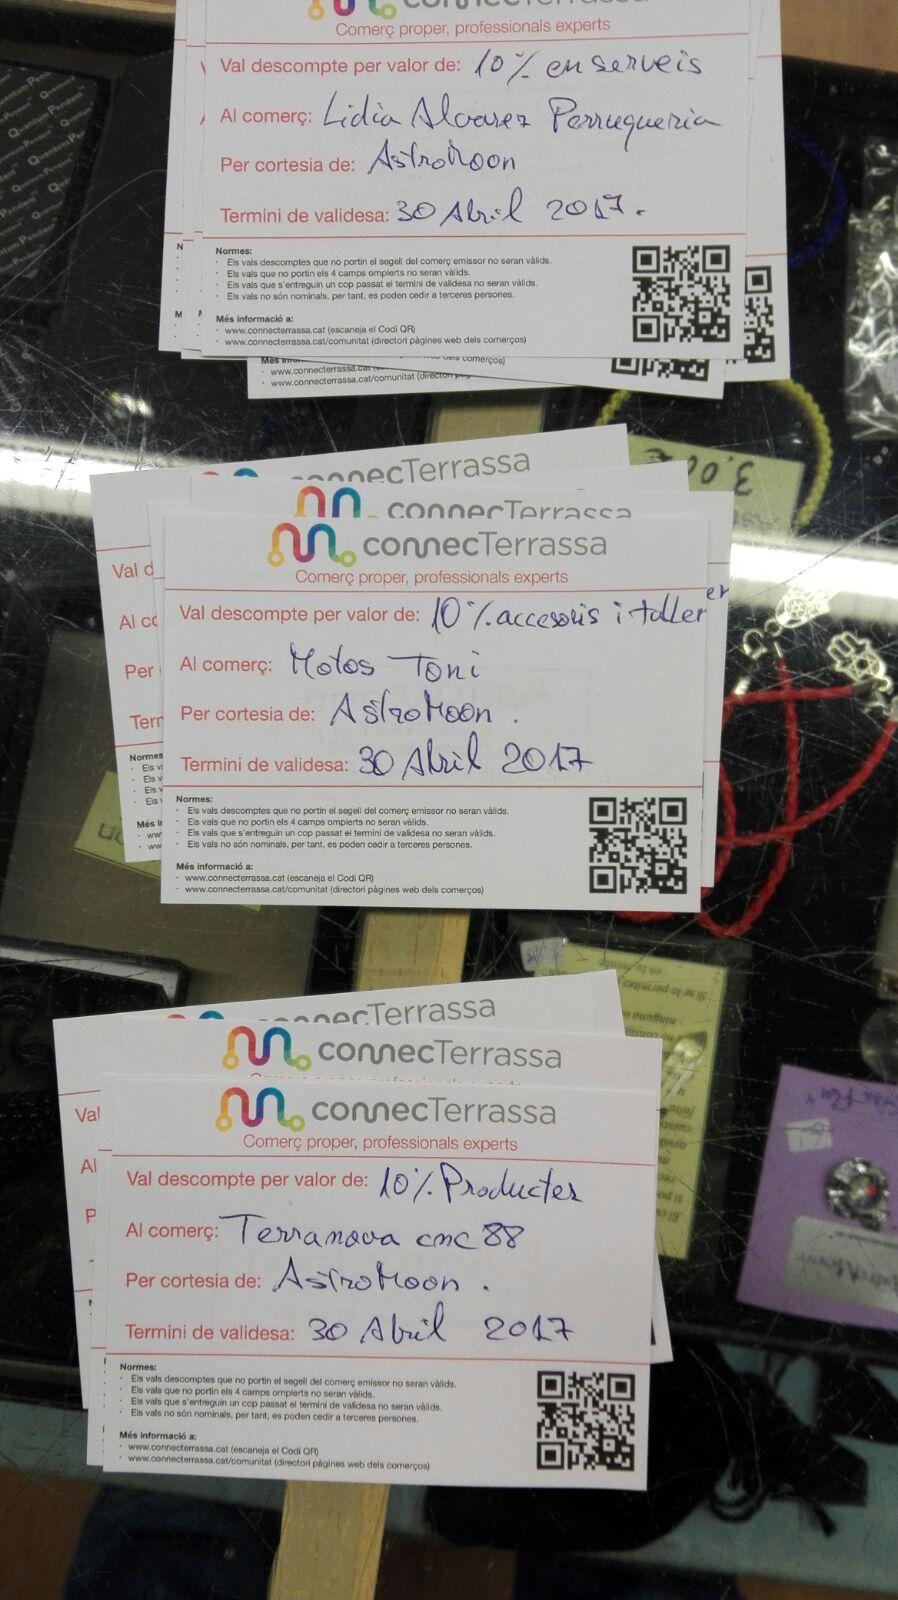 connecTerrassa
Comerç proper, professionals experts
Val descompte per valor de: 10% en serveis
Al comerç: Lidia Alvarez Perruqueria
Per cortesia de: AstroMoon
Termini de validesa: 30 Abril 2017.
Normes:
· Els vals descomptes que no portin el segell del comerç emissor no seran vàlids.
· Els vals que no portin els 4 camps omplerts no seran vàlids.
· Els vals que s'entreguin un cop passat el termini de validesa no seran vàlids.
· Els vals no són nominals, per tant, es poden cedir a terceres persones.
Més informació a:
· www.connecterrassa.cat (escaneja el Codi QR)
· www.connecterrassa.cat/comunitat (directori pàgines web dels comerços)
· www.connecterrassa.cat
· www.connecterrassa.cat/comunitat
3,00 €
connecTerrassa
connecTerrassa
connecTerrassa
Comerç proper, professionals experts
Val descompte per valor de: 10% accesoris i taller
Al comerç: Motos Toni
Per cortesia de: AstroMoon.
Termini de validesa: 30 Abril 2017
Normes:
· Els vals descomptes que no portin el segell del comerç emissor no seran vàlids.
· Els vals que no portin els 4 camps omplerts no seran vàlids.
· Els vals que s'entreguin un cop passat el termini de validesa no seran vàlids.
· Els vals no són nominals, per tant, es poden cedir a terceres persones.
Més informació a:
· www.connecterrassa.cat (escaneja el Codi QR)
· www.connecterrassa.cat/comunitat (directori pàgines web dels comerços)
connecTerrassa
connecTerrassa
connecTerrassa
Comerç proper, professionals experts
Val descompte per valor de: 10% Productes
Al comerç: Terranova cnc 88
Per cortesia de: AstroMoon.
Termini de validesa: 30 Abril 2017
Normes:
· Els vals descomptes que no portin el segell del comerç emissor no seran vàlids.
· Els vals que no portin els 4 camps omplerts no seran vàlids.
· Els vals que s'entreguin un cop passat el termini de validesa no seran vàlids.
· Els vals no són nominals, per tant, es poden cedir a terceres persones.
Més informació a:
· www.connecterrassa.cat (escaneja el Codi QR)
· www.connecterrassa.cat/comunitat (directori pàgines web dels comerços)